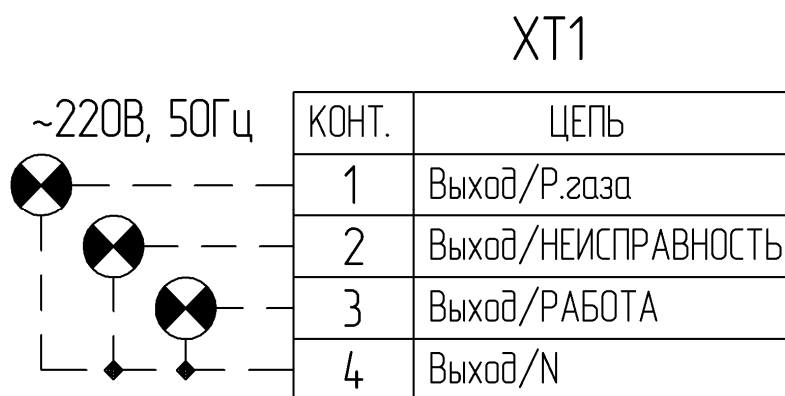 XT1
~220В, 50Гц
КОНТ. ЦЕПЬ
1 Выход/Р.газа
2 Выход/НЕИСПРАВНОСТЬ
3 Выход/РАБОТА
4 Выход/N